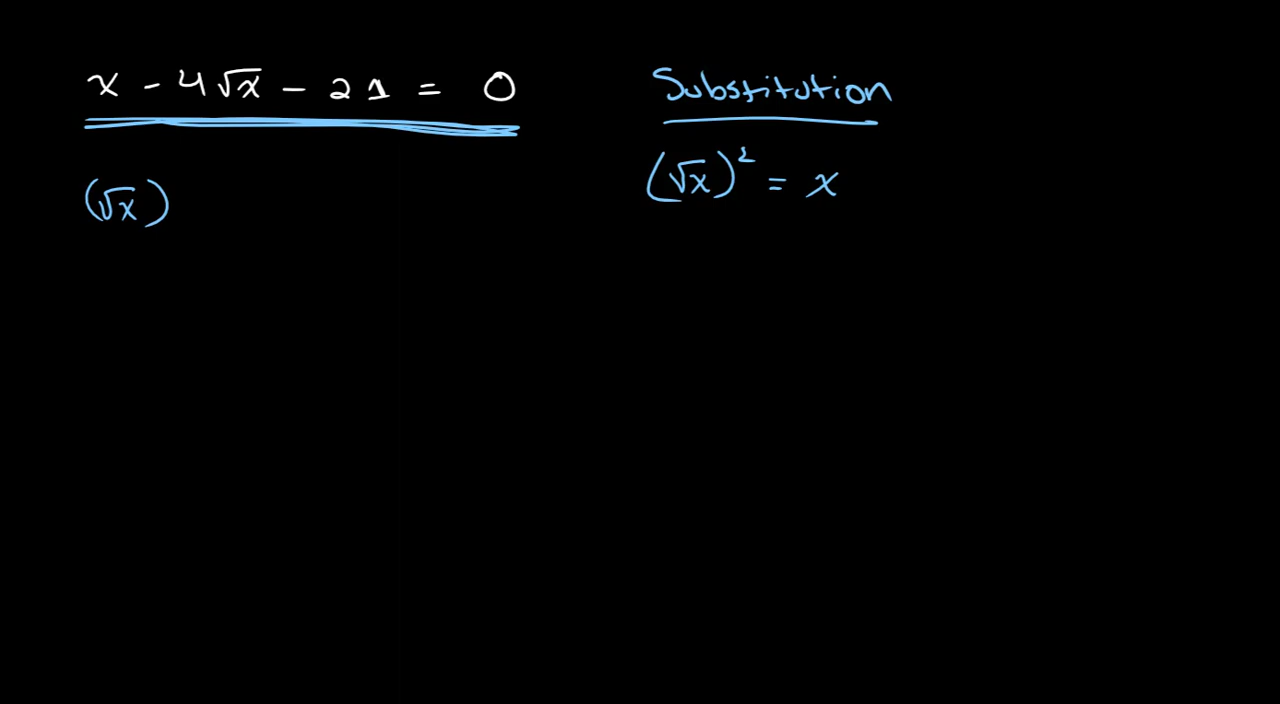 x - 4√x - 21 = 0
Substitution
(√x)² = x
(√x)